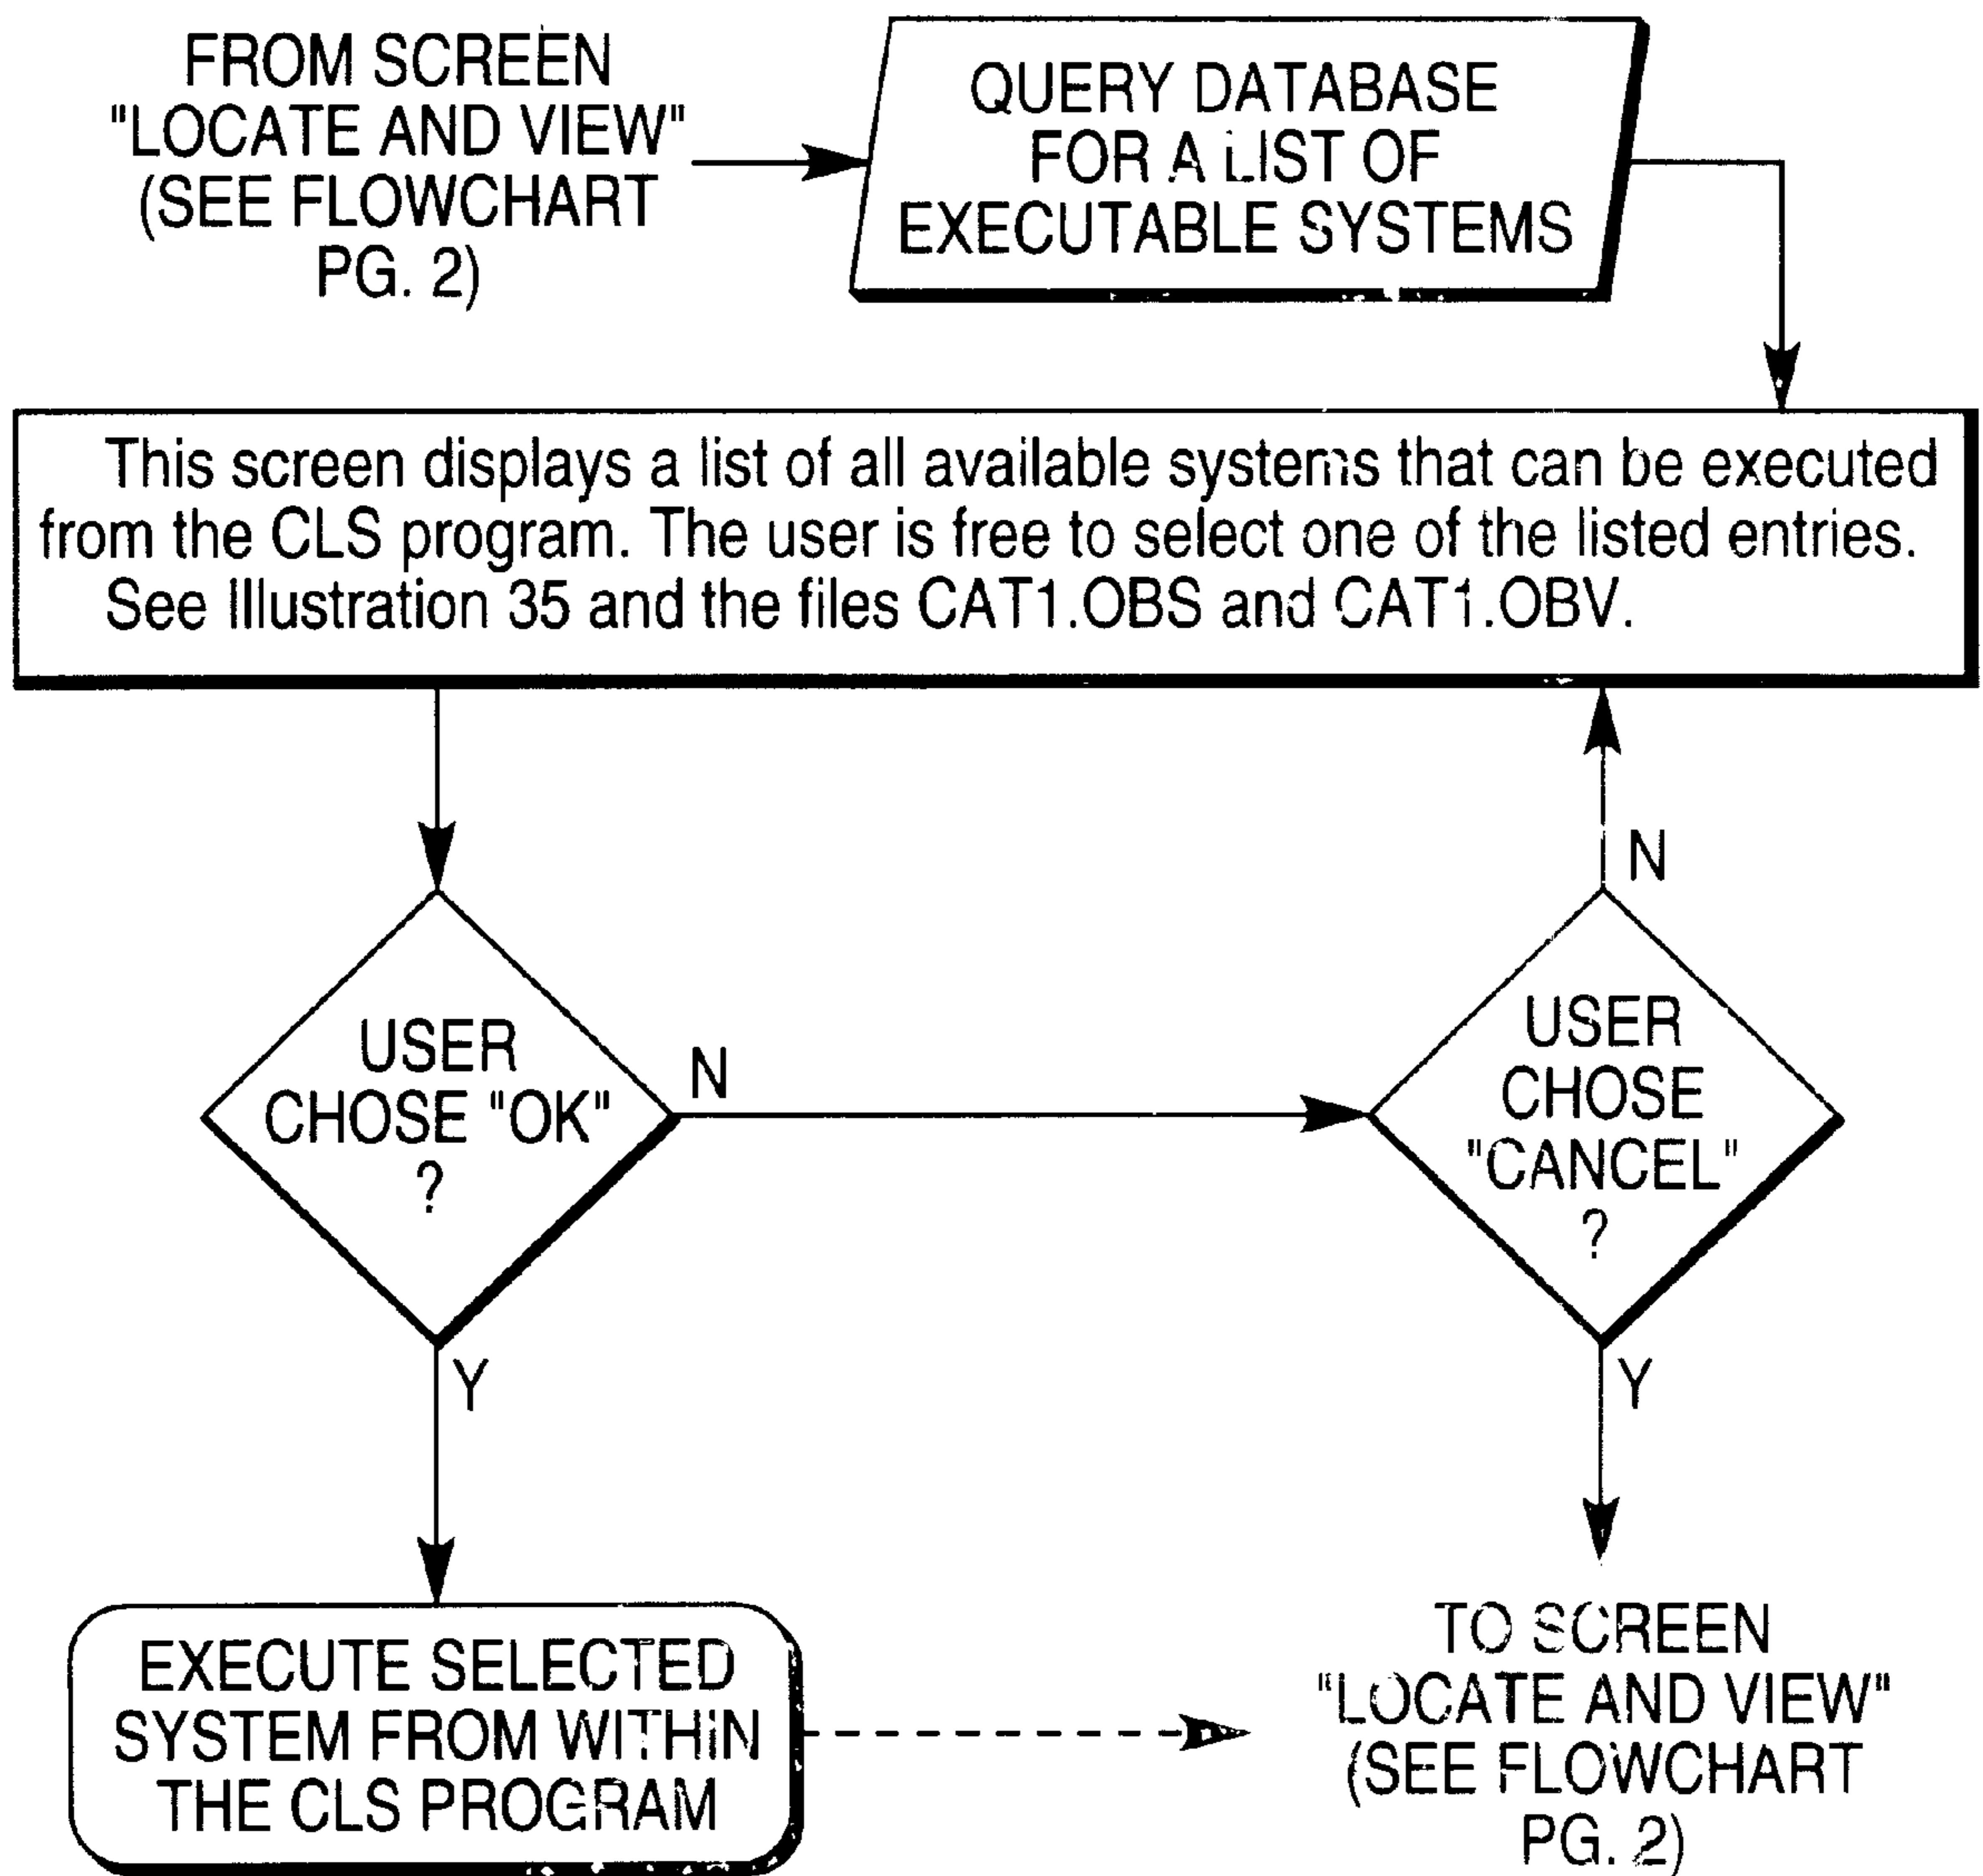 FROM SCREEN
"LOCATE AND VIEW"
(SEE FLOWCHART
PG. 2)
QUERY DATABASE
FOR A LIST OF
EXECUTABLE SYSTEMS
This screen displays a list of all available systems that can be executed
from the CLS program. The user is free to select one of the listed entries.
See Illustration 35 and the files CAT1.OBS and CAT1.OBV.
USER
CHOSE "OK"
?
N
Y
USER
CHOSE
"CANCEL"
?
N
Y
EXECUTE SELECTED
SYSTEM FROM WITHIN
THE CLS PROGRAM
TO SCREEN
"LOCATE AND VIEW"
(SEE FLOWCHART
PG. 2)